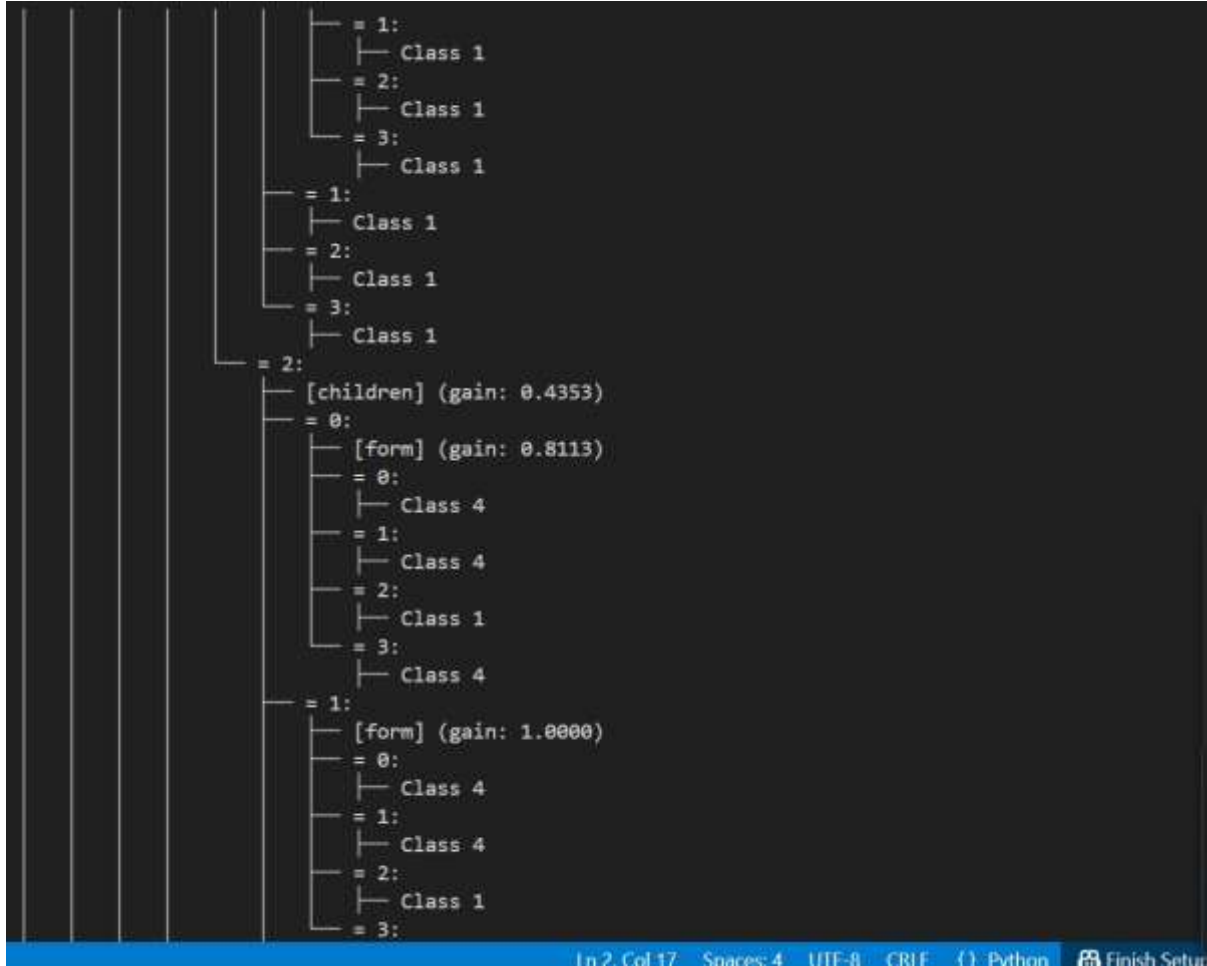 = 1:
Class 1
= 2:
Class 1
= 3:
Class 1
= 1:
Class 1
= 2:
Class 1
= 3:
Class 1
= 2:
[children] (gain: 0.4353)
= 0:
[form] (gain: 0.8113)
= 0:
Class 4
= 1:
Class 4
= 2:
Class 1
= 3:
Class 4
= 1:
[form] (gain: 1.0000)
= 0:
Class 4
= 1:
Class 4
= 2:
Class 1
= 3:
Ln 2, Col 17 Spaces: 4 UTF-8 CRLF {} Python Finish Setup